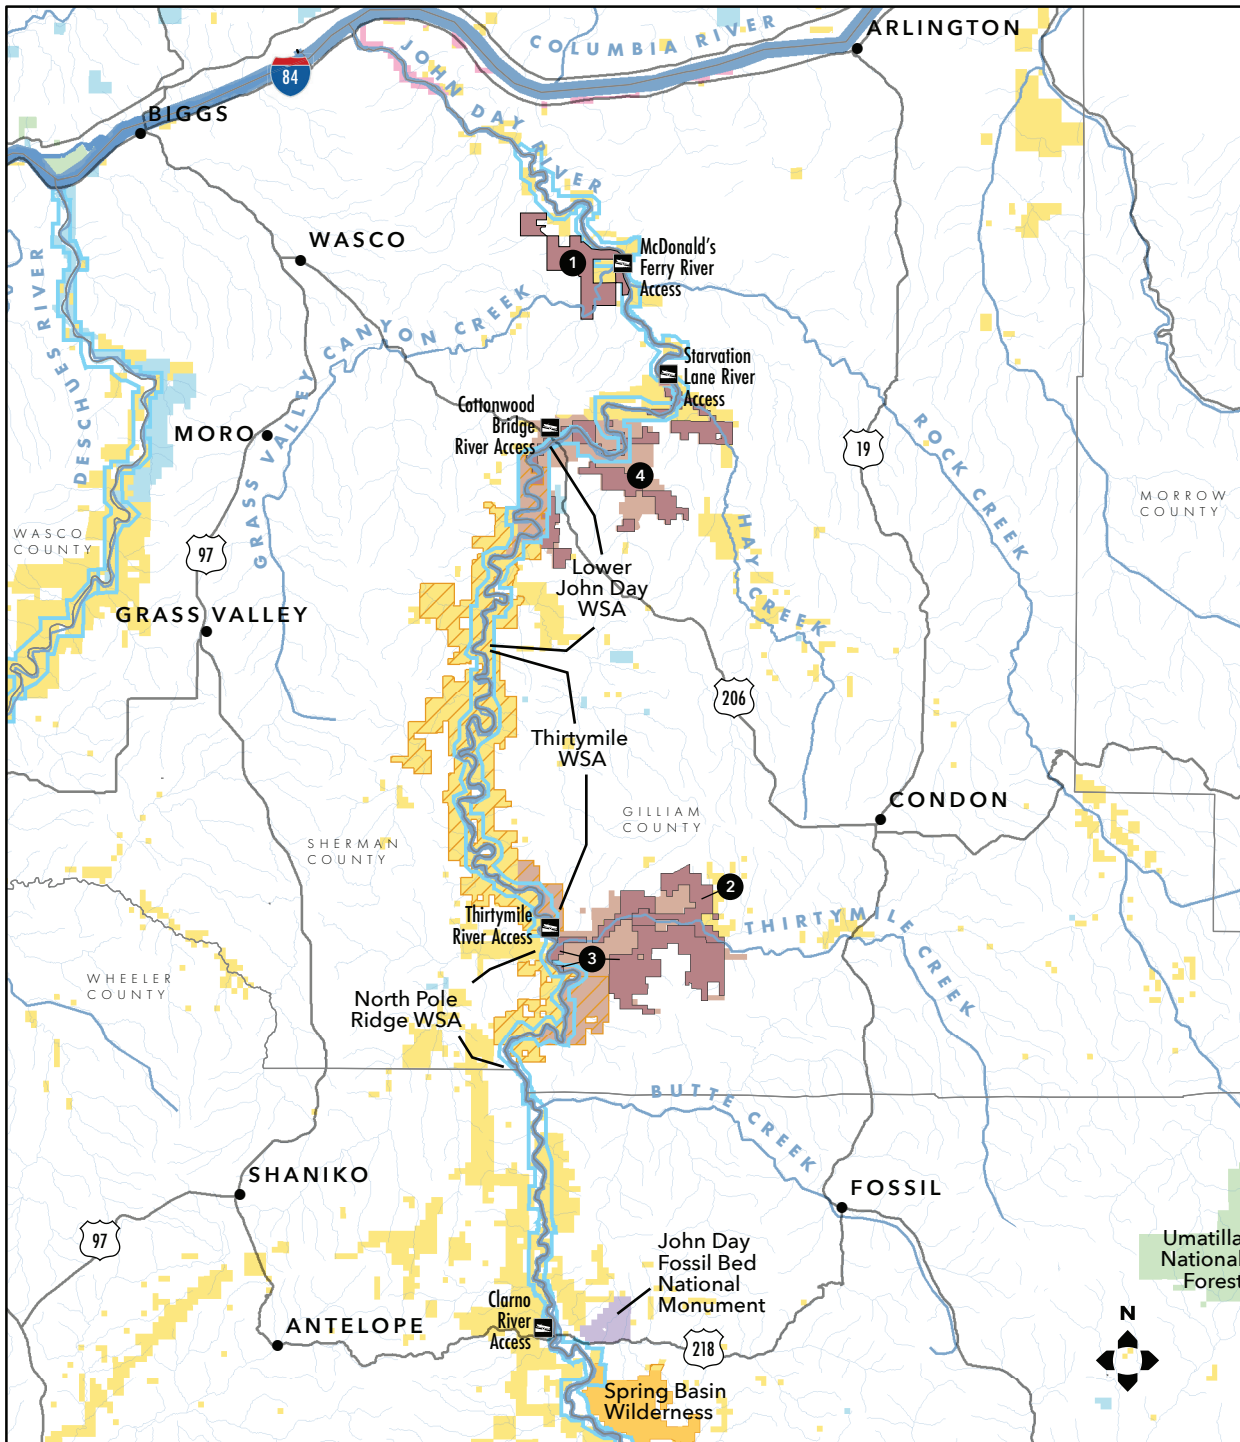 ARLINGTON
COLUMBIA RIVER
JOHN DAY RIVER
84
BIGGS
WASCO
McDonald's
Ferry River
Access
1
DESCHUES RIVER
GRASS VALLEY CANYON CREEK
Starvation
Lane River
Access
Cottonwood
Bridge
River Access
MORO
19
ROCK CREEK
4
MORROW
COUNTY
WASCO
COUNTY
97
HAY CREEK
Lower
John Day
WSA
GRASS VALLEY
206
Thirtymile
WSA
CONDON
GILLIAM
COUNTY
SHERMAN
COUNTY
2
Thirtymile
River Access
THIRTYMILE CREEK
3
WHEELER
COUNTY
North Pole
Ridge WSA
BUTTE CREEK
SHANIKO
FOSSIL
97
John Day
Fossil Bed
National
Monument
Umatilla
National
Forest
Clarno
River
Access
ANTELOPE
218
N
Spring Basin
Wilderness